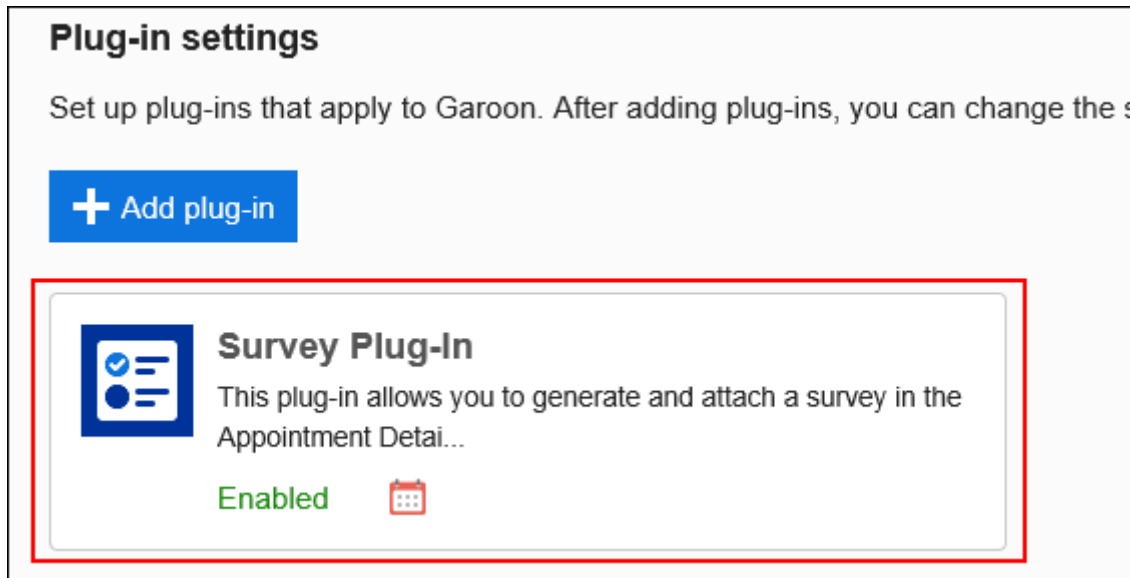 Plug-in settings
Set up plug-ins that apply to Garoon. After adding plug-ins, you can change the
Add plug-in
Survey Plug-In
This plug-in allows you to generate and attach a survey in the
Appointment Detai...
Enabled